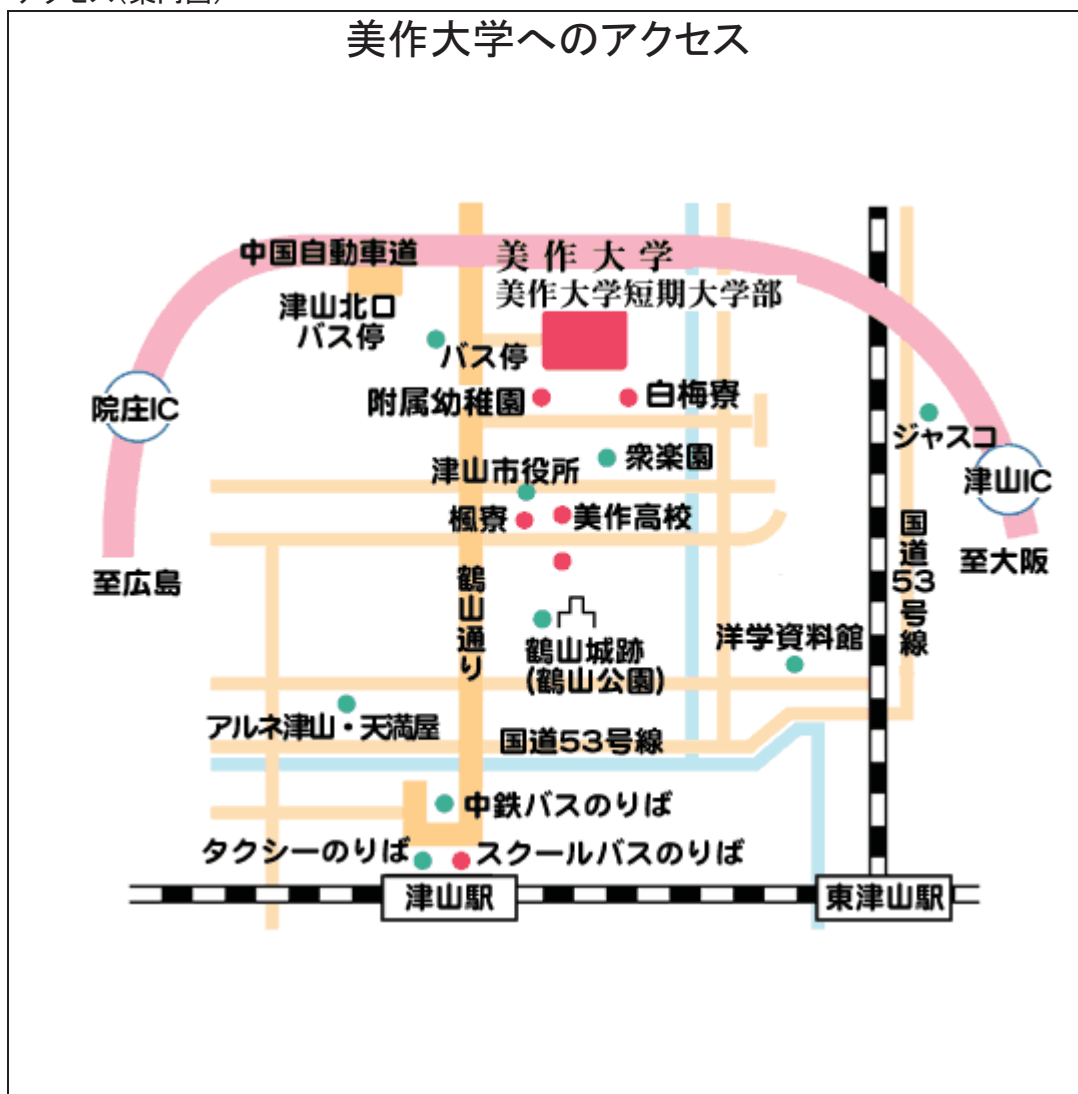 美作大学へのアクセス
中国自動車道
美作大学
美作大学短期大学部
津山北口
バス停
バス停
附属幼稚園
白梅寮
院庄IC
ジャスコ
衆楽園
津山市役所
津山IC
楓寮
美作高校
国道53号線
至大阪
至広島
鶴山通り
鶴山城跡
(鶴山公園)
洋学資料館
アルネ津山・天満屋
国道53号線
中鉄バスのりば
タクシーのりば
スクールバスのりば
津山駅
東津山駅